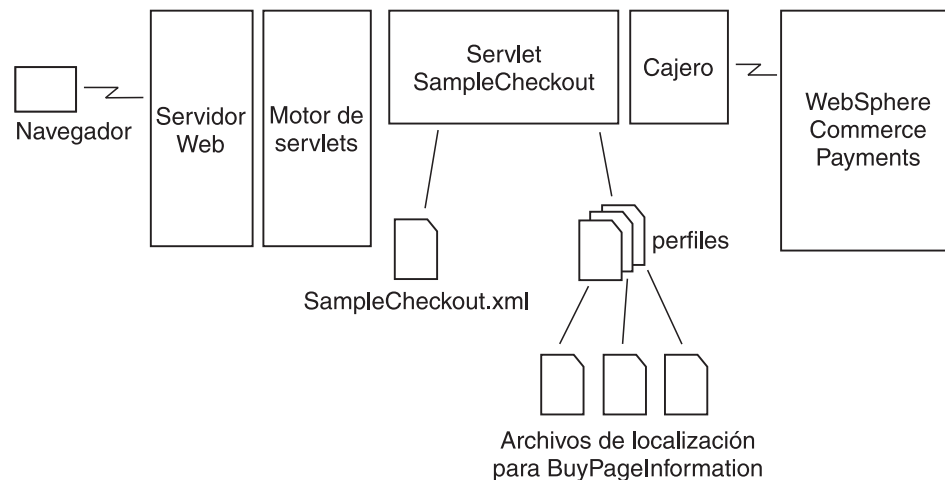 Navegador
Servidor
Web
Motor de
servlets
Servlet
SampleCheckout
Cajero
WebSphere
Commerce
Payments
SampleCheckout.xml
perfiles
Archivos de localización
para BuyPageInformation